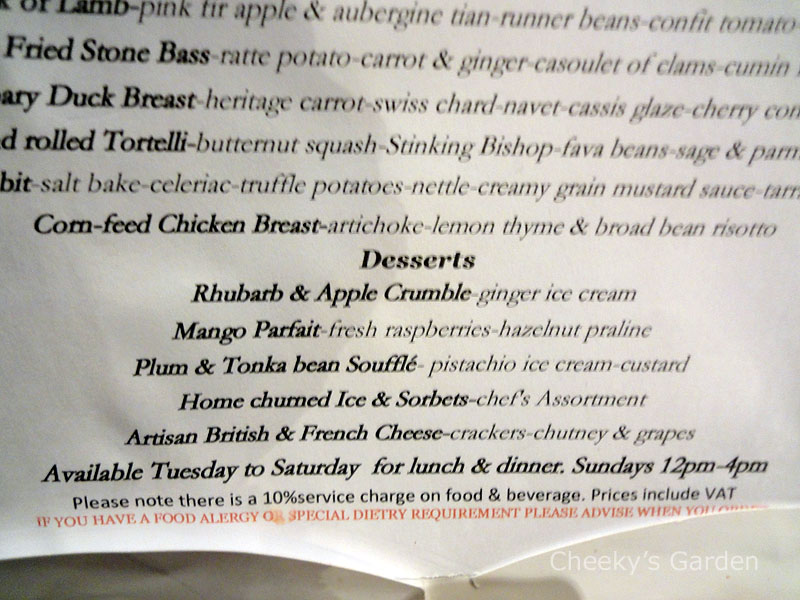 of Lamb-pink fir apple & aubergine tian-runner beans-confit tomato-
Fried Stone Bass-ratte potato-carrot & ginger-casoulet of clams-cumin
ary Duck Breast-heritage carrot-swiss chard-navet-cassis glaze-cherry con
d rolled Tortelli-butternut squash-Stinking Bishop-fava beans-sage & parm
bit-salt bake-celeriac-truffle potatoes-nettle-creamy grain mustard sauce-tarr
Corn-feed Chicken Breast-artichoke-lemon thyme & broad bean risotto
Desserts
Rhubarb & Apple Crumble-ginger ice cream
Mango Parfait-fresh raspberries-hazelnut praline
Plum & Tonka bean Soufflé- pistachio ice cream-custard
Home churned Ice & Sorbets-chef's Assortment
Artisan British & French Cheese-crackers-chutney & grapes
Available Tuesday to Saturday for lunch & dinner. Sundays 12pm-4pm
Please note there is a 10%service charge on food & beverage. Prices include VAT
IF YOU HAVE A FOOD ALERGY OR SPECIAL DIETRY REQUIREMENT PLEASE ADVISE WHEN YOU
Cheeky's Garden